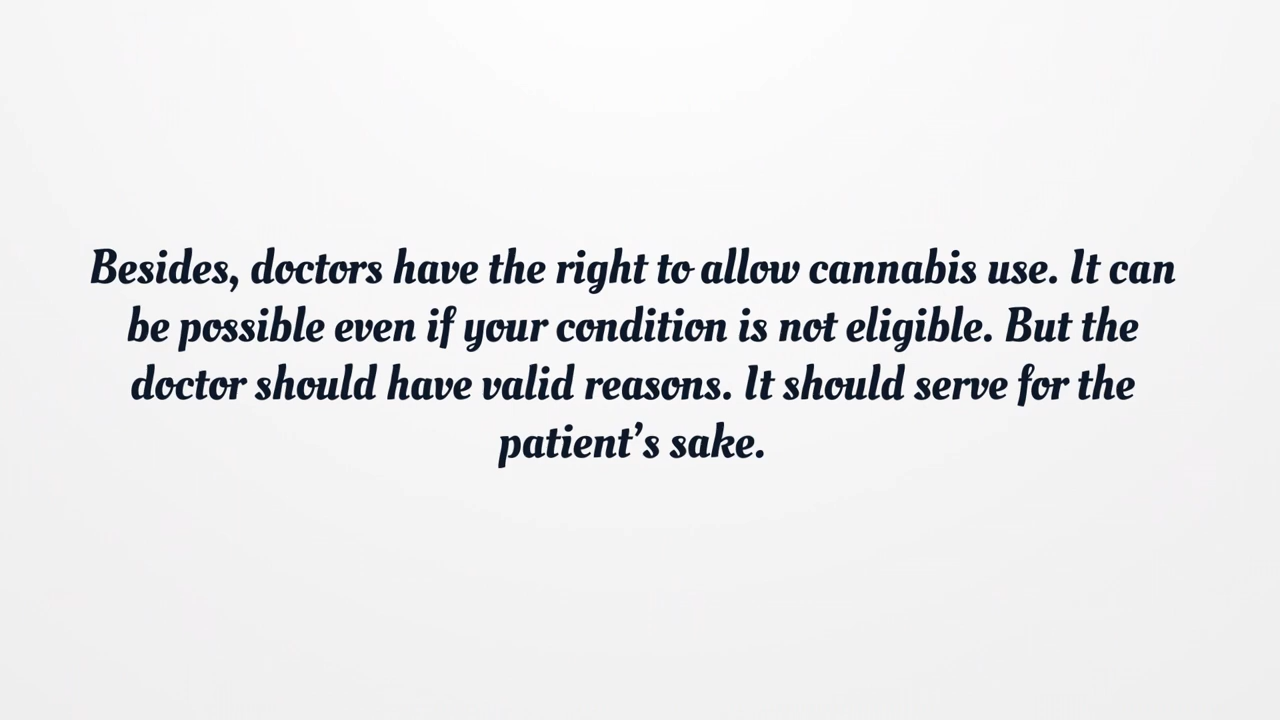 Besides, doctors have the right to allow cannabis use. It can
be possible even if your condition is not eligible. But the
doctor should have valid reasons. It should serve for the
patient’s sake.